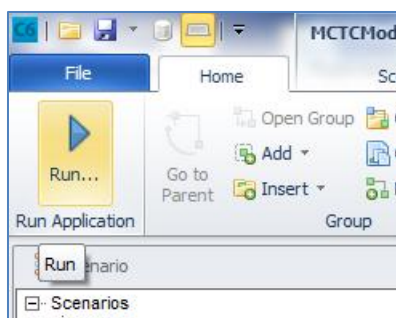 C6
MCTCMod
File
Home
Sc
Run...
Go to
Parent
Open Group
Add
Insert
Run Application
Group
Run
enario
Scenarios